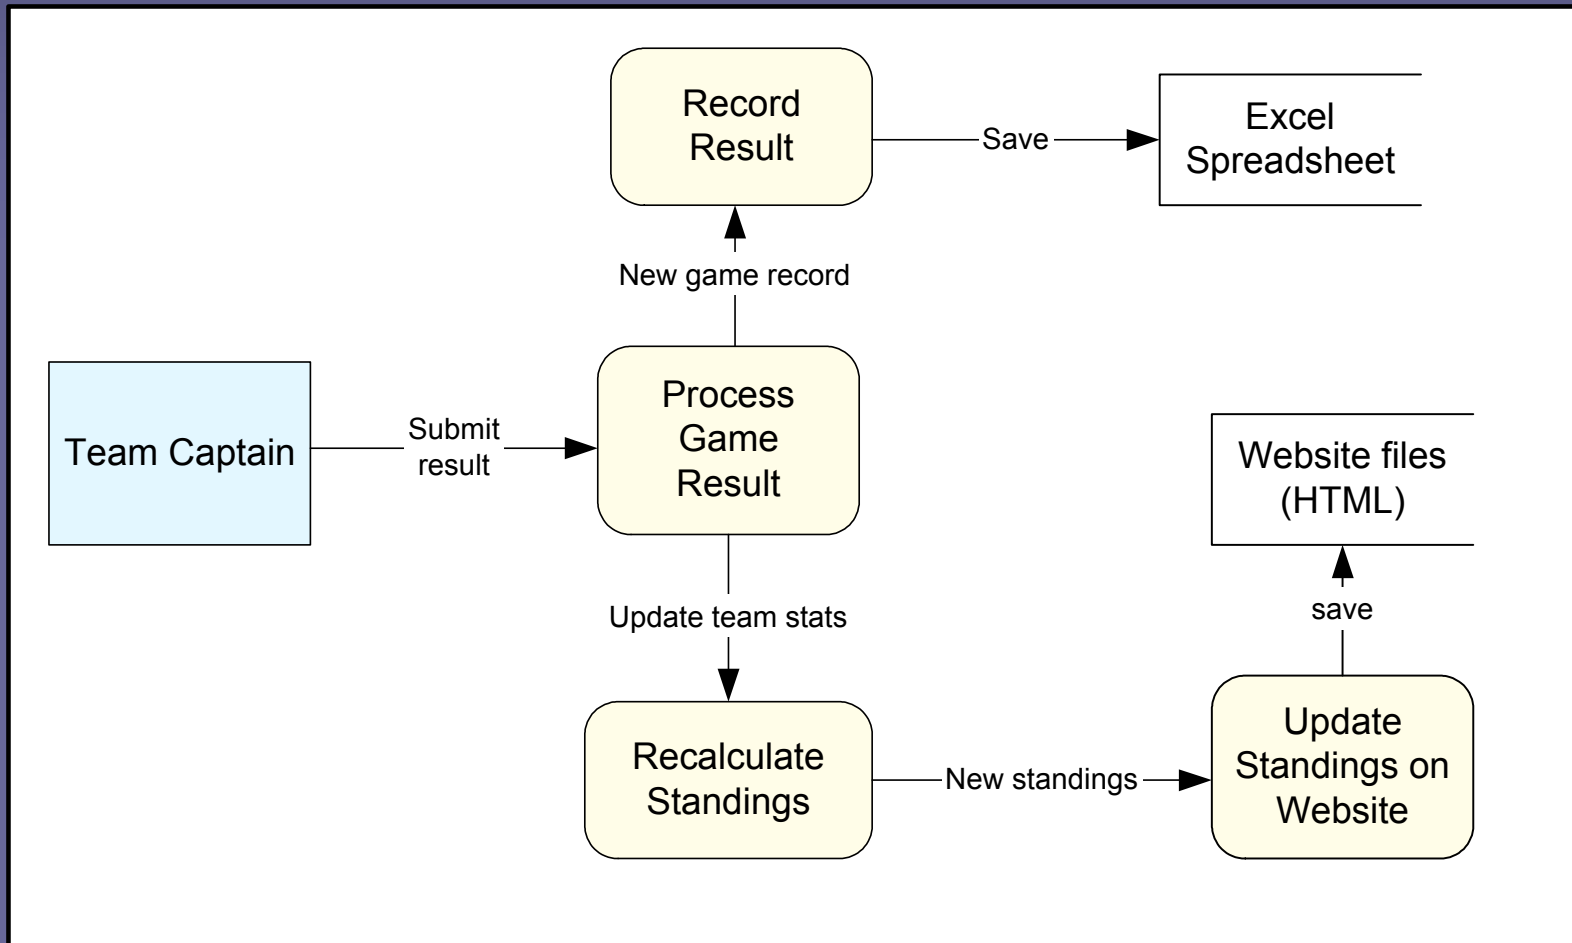 Record
Result
Save
Excel
Spreadsheet
New game record
Team Captain
Submit
result
Process
Game
Result
Website files
(HTML)
Update team stats
save
Recalculate
Standings
New standings
Update
Standings on
Website